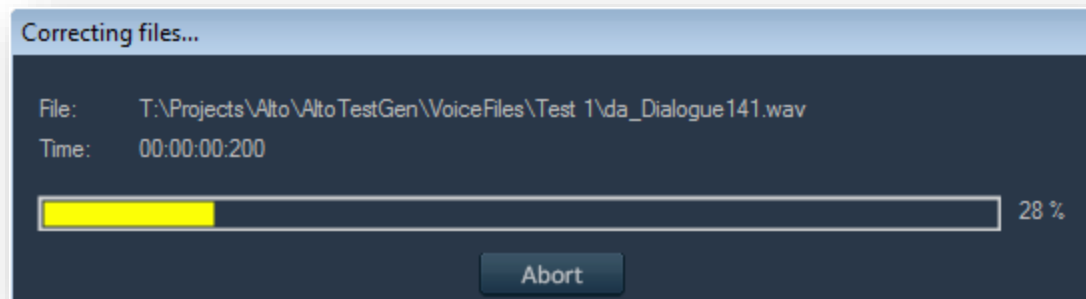 Correcting files...
File: T:\Projects\Alto\AltoTestGen\VoiceFiles\Test 1\da_Dialogue141.wav
Time: 00:00:00:200
28 %
Abort